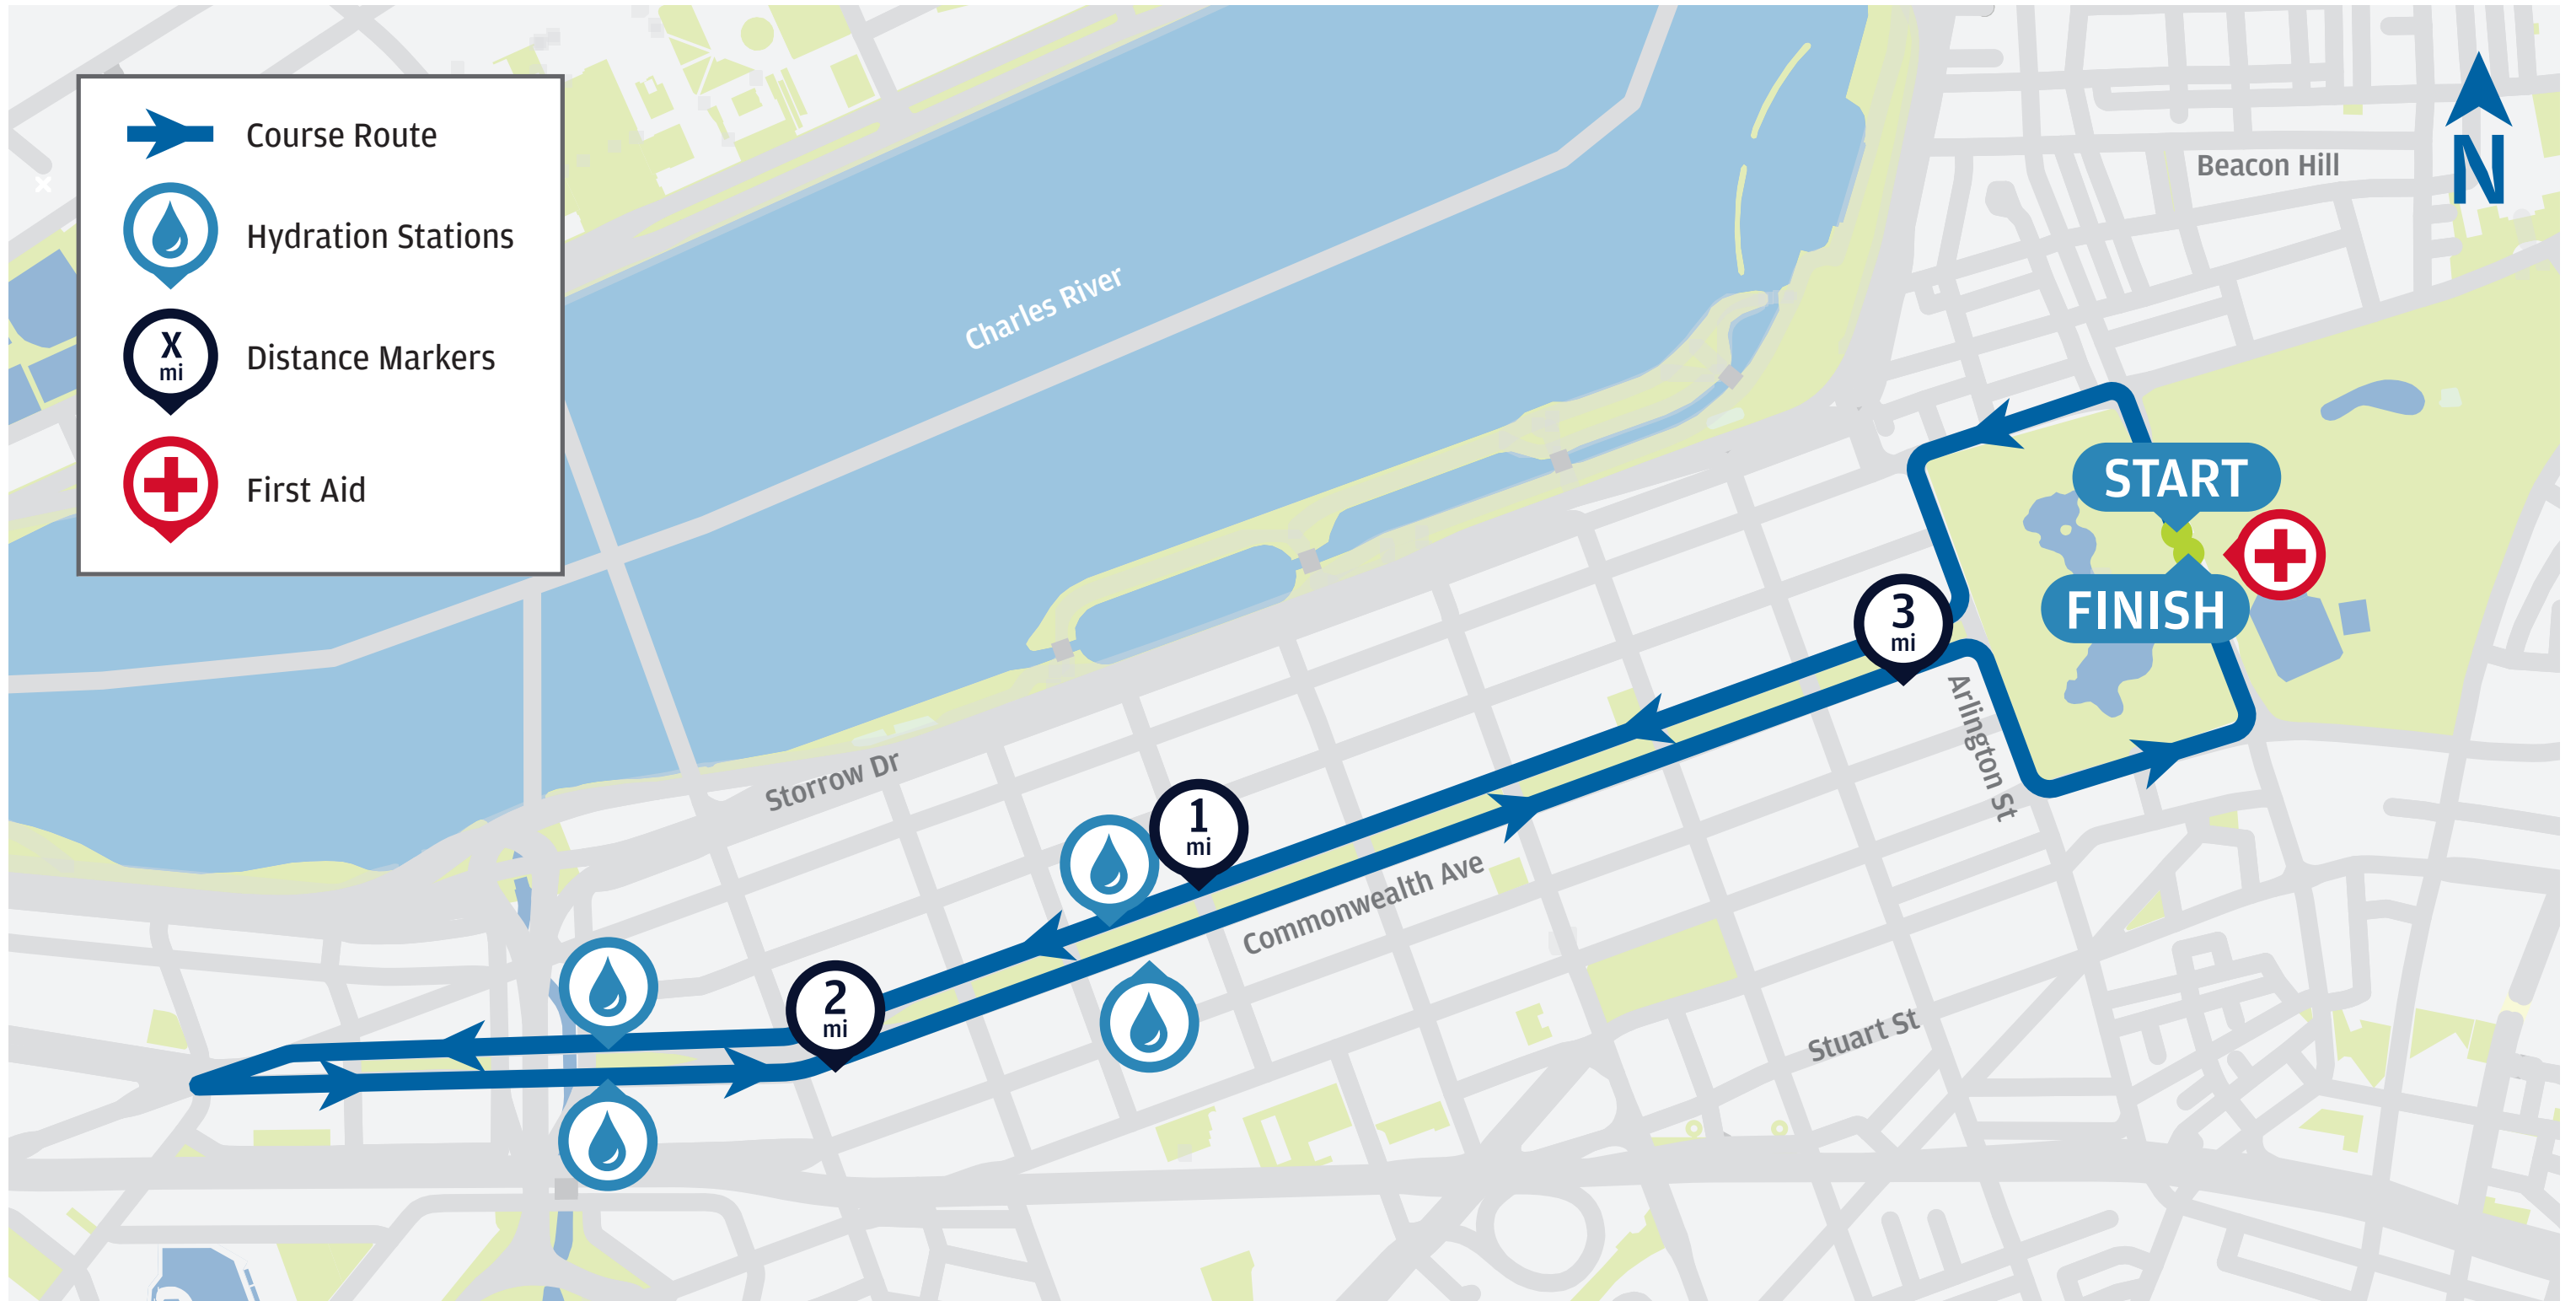 Course Route
Hydration Stations
X
mi
Distance Markers
First Aid
N
Beacon Hill
Charles River
START
FINISH
3
mi
Arlington St
Storrow Dr
1
mi
Commonwealth Ave
2
mi
Stuart St